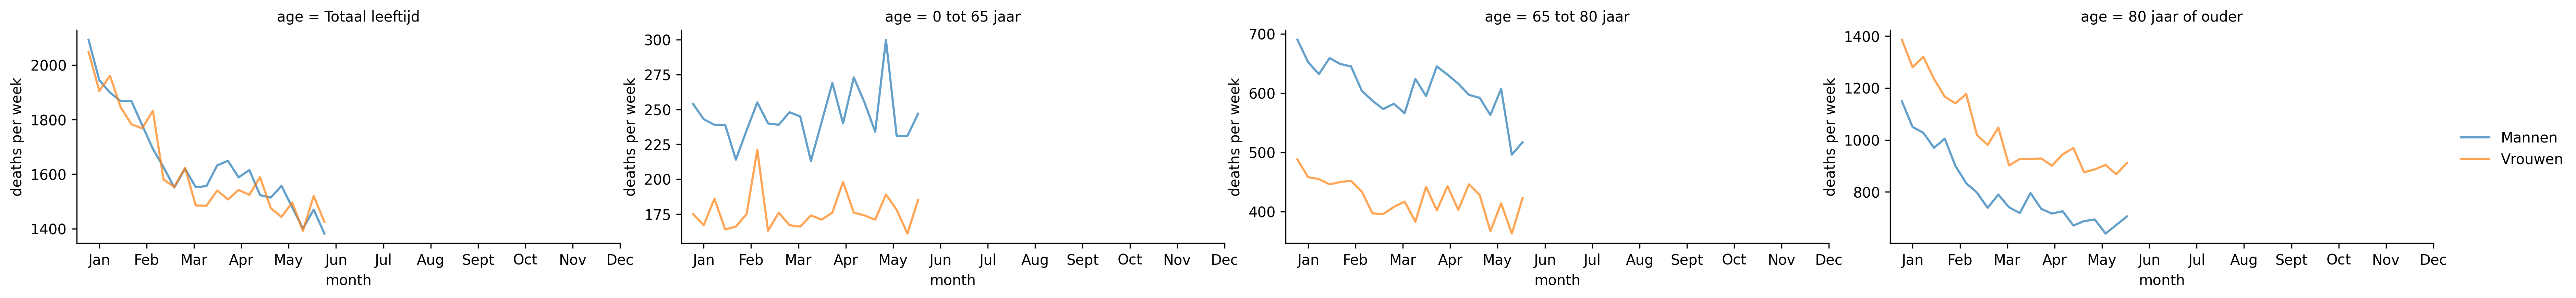 age = Totaal leeftijd
deaths per week
2000
1800
1600
1400
Jan Feb Mar Apr May Jun Jul Aug Sept Oct Nov Dec
month
age = 0 tot 65 jaar
deaths per week
300
275
250
225
200
175
Jan Feb Mar Apr May Jun Jul Aug Sept Oct Nov Dec
month
age = 65 tot 80 jaar
deaths per week
700
600
500
400
Jan Feb Mar Apr May Jun Jul Aug Sept Oct Nov Dec
month
age = 80 jaar of ouder
deaths per week
1400
1200
1000
800
Jan Feb Mar Apr May Jun Jul Aug Sept Oct Nov Dec
month
Mannen
Vrouwen